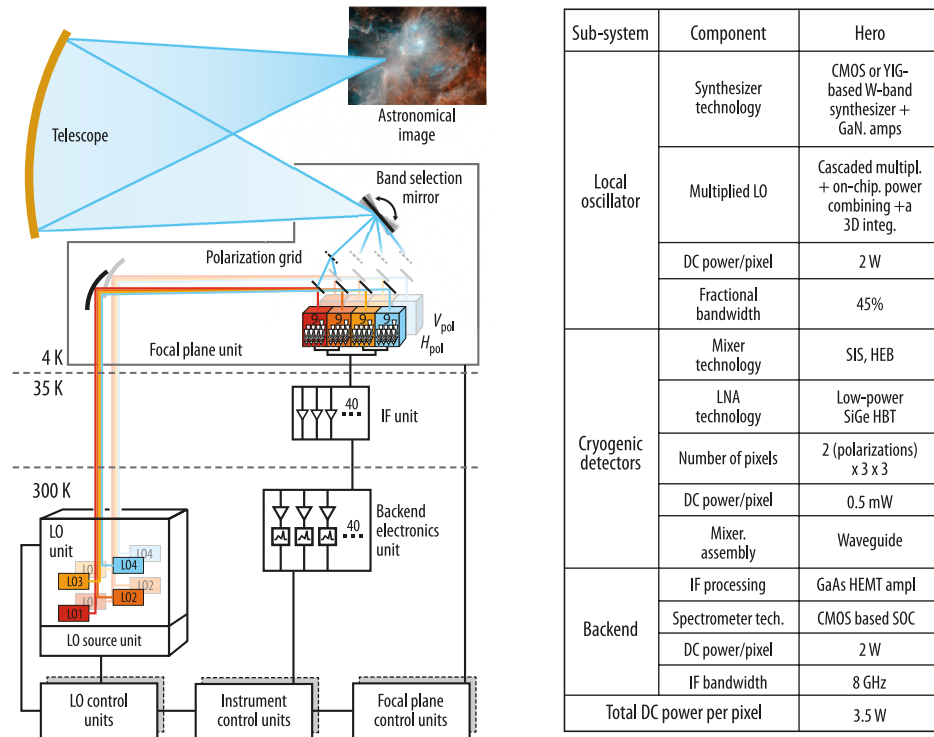 Astronomical
image
Telescope
Band selection
mirror
Polarization grid
9
9
9
9
V
pol
H
pol
Focal plane unit
4 K
35 K
40
IF unit
300 K
40
Backend
electronics
unit
LO
unit
LO4
LO4
LO3
LO2
LO2
LO1
LO source unit
LO control
units
Instrument
control units
Focal plane
control units
Sub-system
Component
Hero
Local
oscillator
Synthesizer
technology
CMOS or YIG-
based W-band
synthesizer +
GaN. amps
Multiplied LO
Cascaded multipl.
+ on-chip. power
combining +a
3D integ.
DC power/pixel
2 W
Fractional
bandwidth
45%
Cryogenic
detectors
Mixer
technology
SIS, HEB
LNA
technology
Low-power
SiGe HBT
Number of pixels
2 (polarizations)
x 3 x 3
DC power/pixel
0.5 mW
Mixer.
assembly
Waveguide
Backend
IF processing
GaAs HEMT ampl
Spectrometer tech.
CMOS based SOC
DC power/pixel
2 W
IF bandwidth
8 GHz
Total DC power per pixel
3.5 W